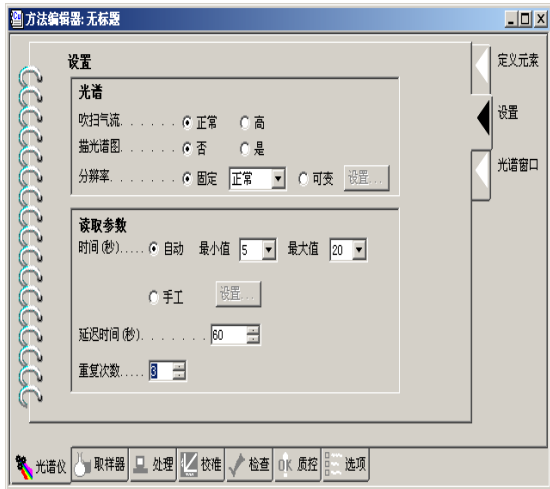 方法编辑器: 无标题
设置
光谱
吹扫气流. . . . . . . 正常 高
描光谱图. . . . . . . 否 是
分辨率. . . . . . . . 固定 正常 可变 设置...
读取参数
时间(秒)..... 自动 最小值 5 最大值 20
手工 设置...
延迟时间(秒). . . . . . . 60
重复次数..... 3
定义元素
设置
光谱窗口
光谱仪 取样器 处理 校准 检查 OK 质控 选项